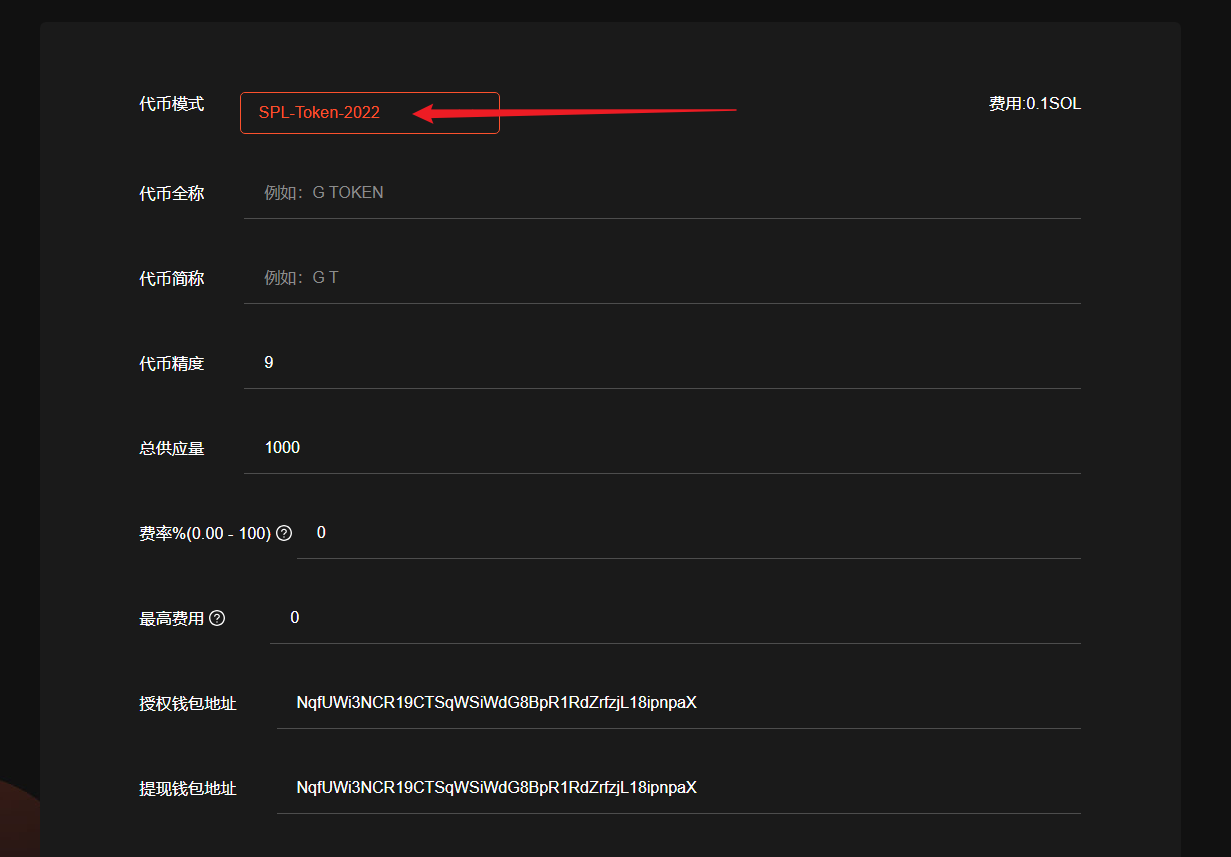 代币模式 SPL-Token-2022 费用:0.1SOL
代币全称 例如：G TOKEN
代币简称 例如：G T
代币精度 9
总供应量 1000
费率%(0.00 - 100) ? 0
最高费用 ? 0
授权钱包地址 NqfUWi3NCR19CTSqWSiWdG8BpR1RdZrfzjL18ipnpaX
提现钱包地址 NqfUWi3NCR19CTSqWSiWdG8BpR1RdZrfzjL18ipnpaX